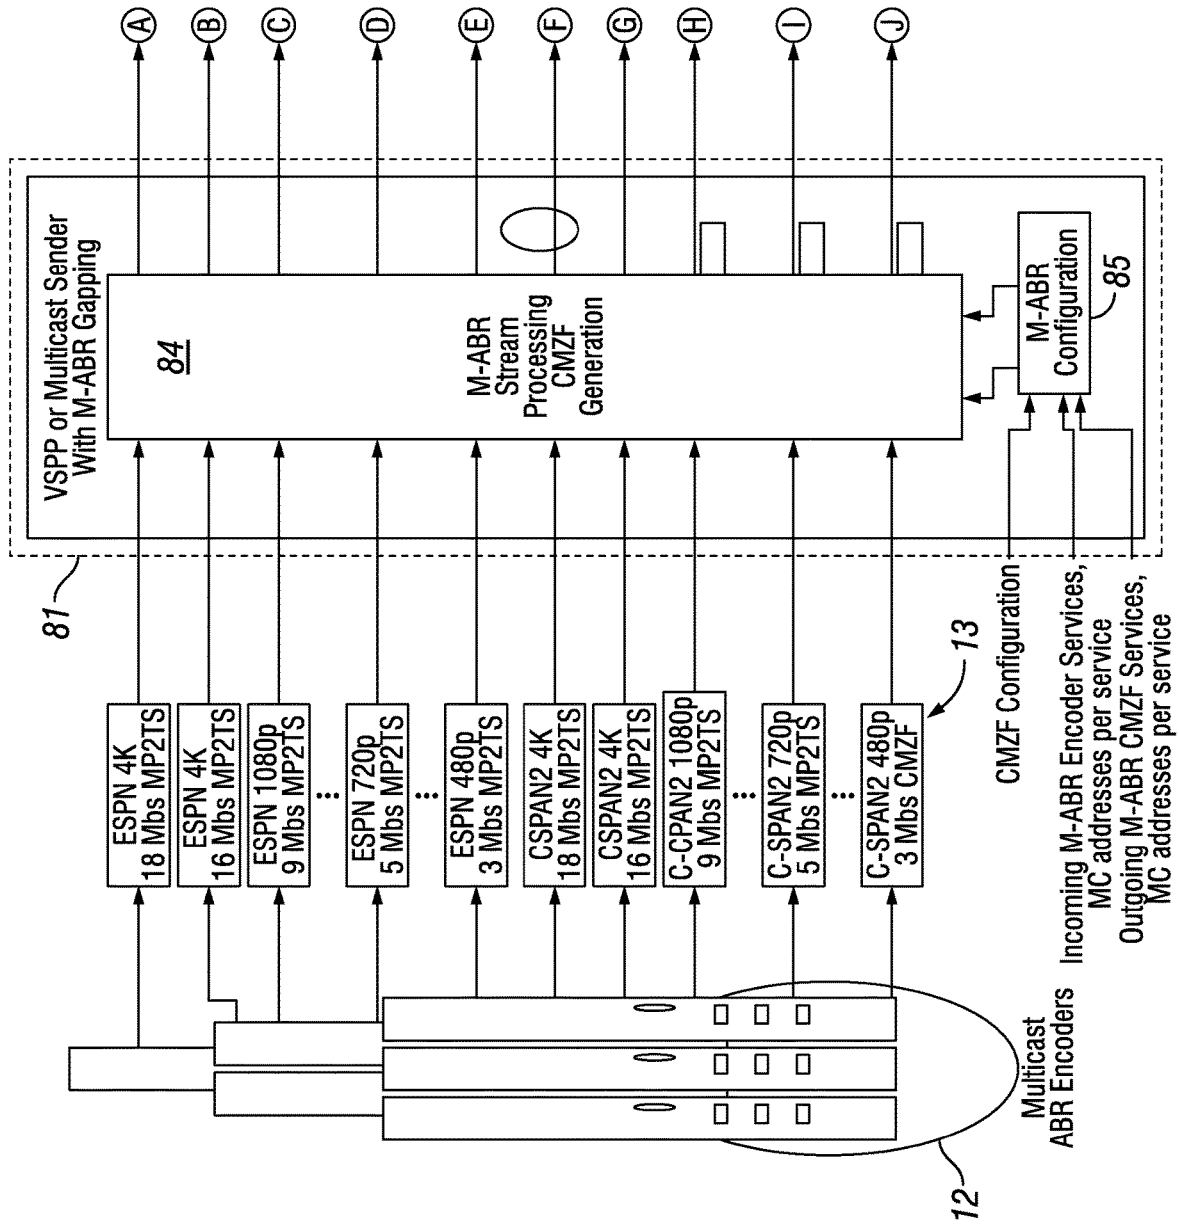 A
B
C
D
E
F
G
H
I
J
VSPP or Multicast Sender
With M-ABR Gapping
84
M-ABR
Stream
Processing
CMZF
Generation
M-ABR
Configuration
85
81
ESPN 4K
18 Mbs MP2TS
ESPN 4K
16 Mbs MP2TS
ESPN 1080p
9 Mbs MP2TS
ESPN 720p
5 Mbs MP2TS
ESPN 480p
3 Mbs MP2TS
CSPAN2 4K
18 Mbs MP2TS
CSPAN2 4K
16 Mbs MP2TS
C-CPAN2 1080p
9 Mbs MP2TS
C-SPAN2 720p
5 Mbs MP2TS
C-SPAN2 480p
3 Mbs CMZF
13
CMZF Configuration
Incoming M-ABR Encoder Services,
MC addresses per service
Outgoing M-ABR CMZF Services,
MC addresses per service
Multicast
ABR Encoders
12